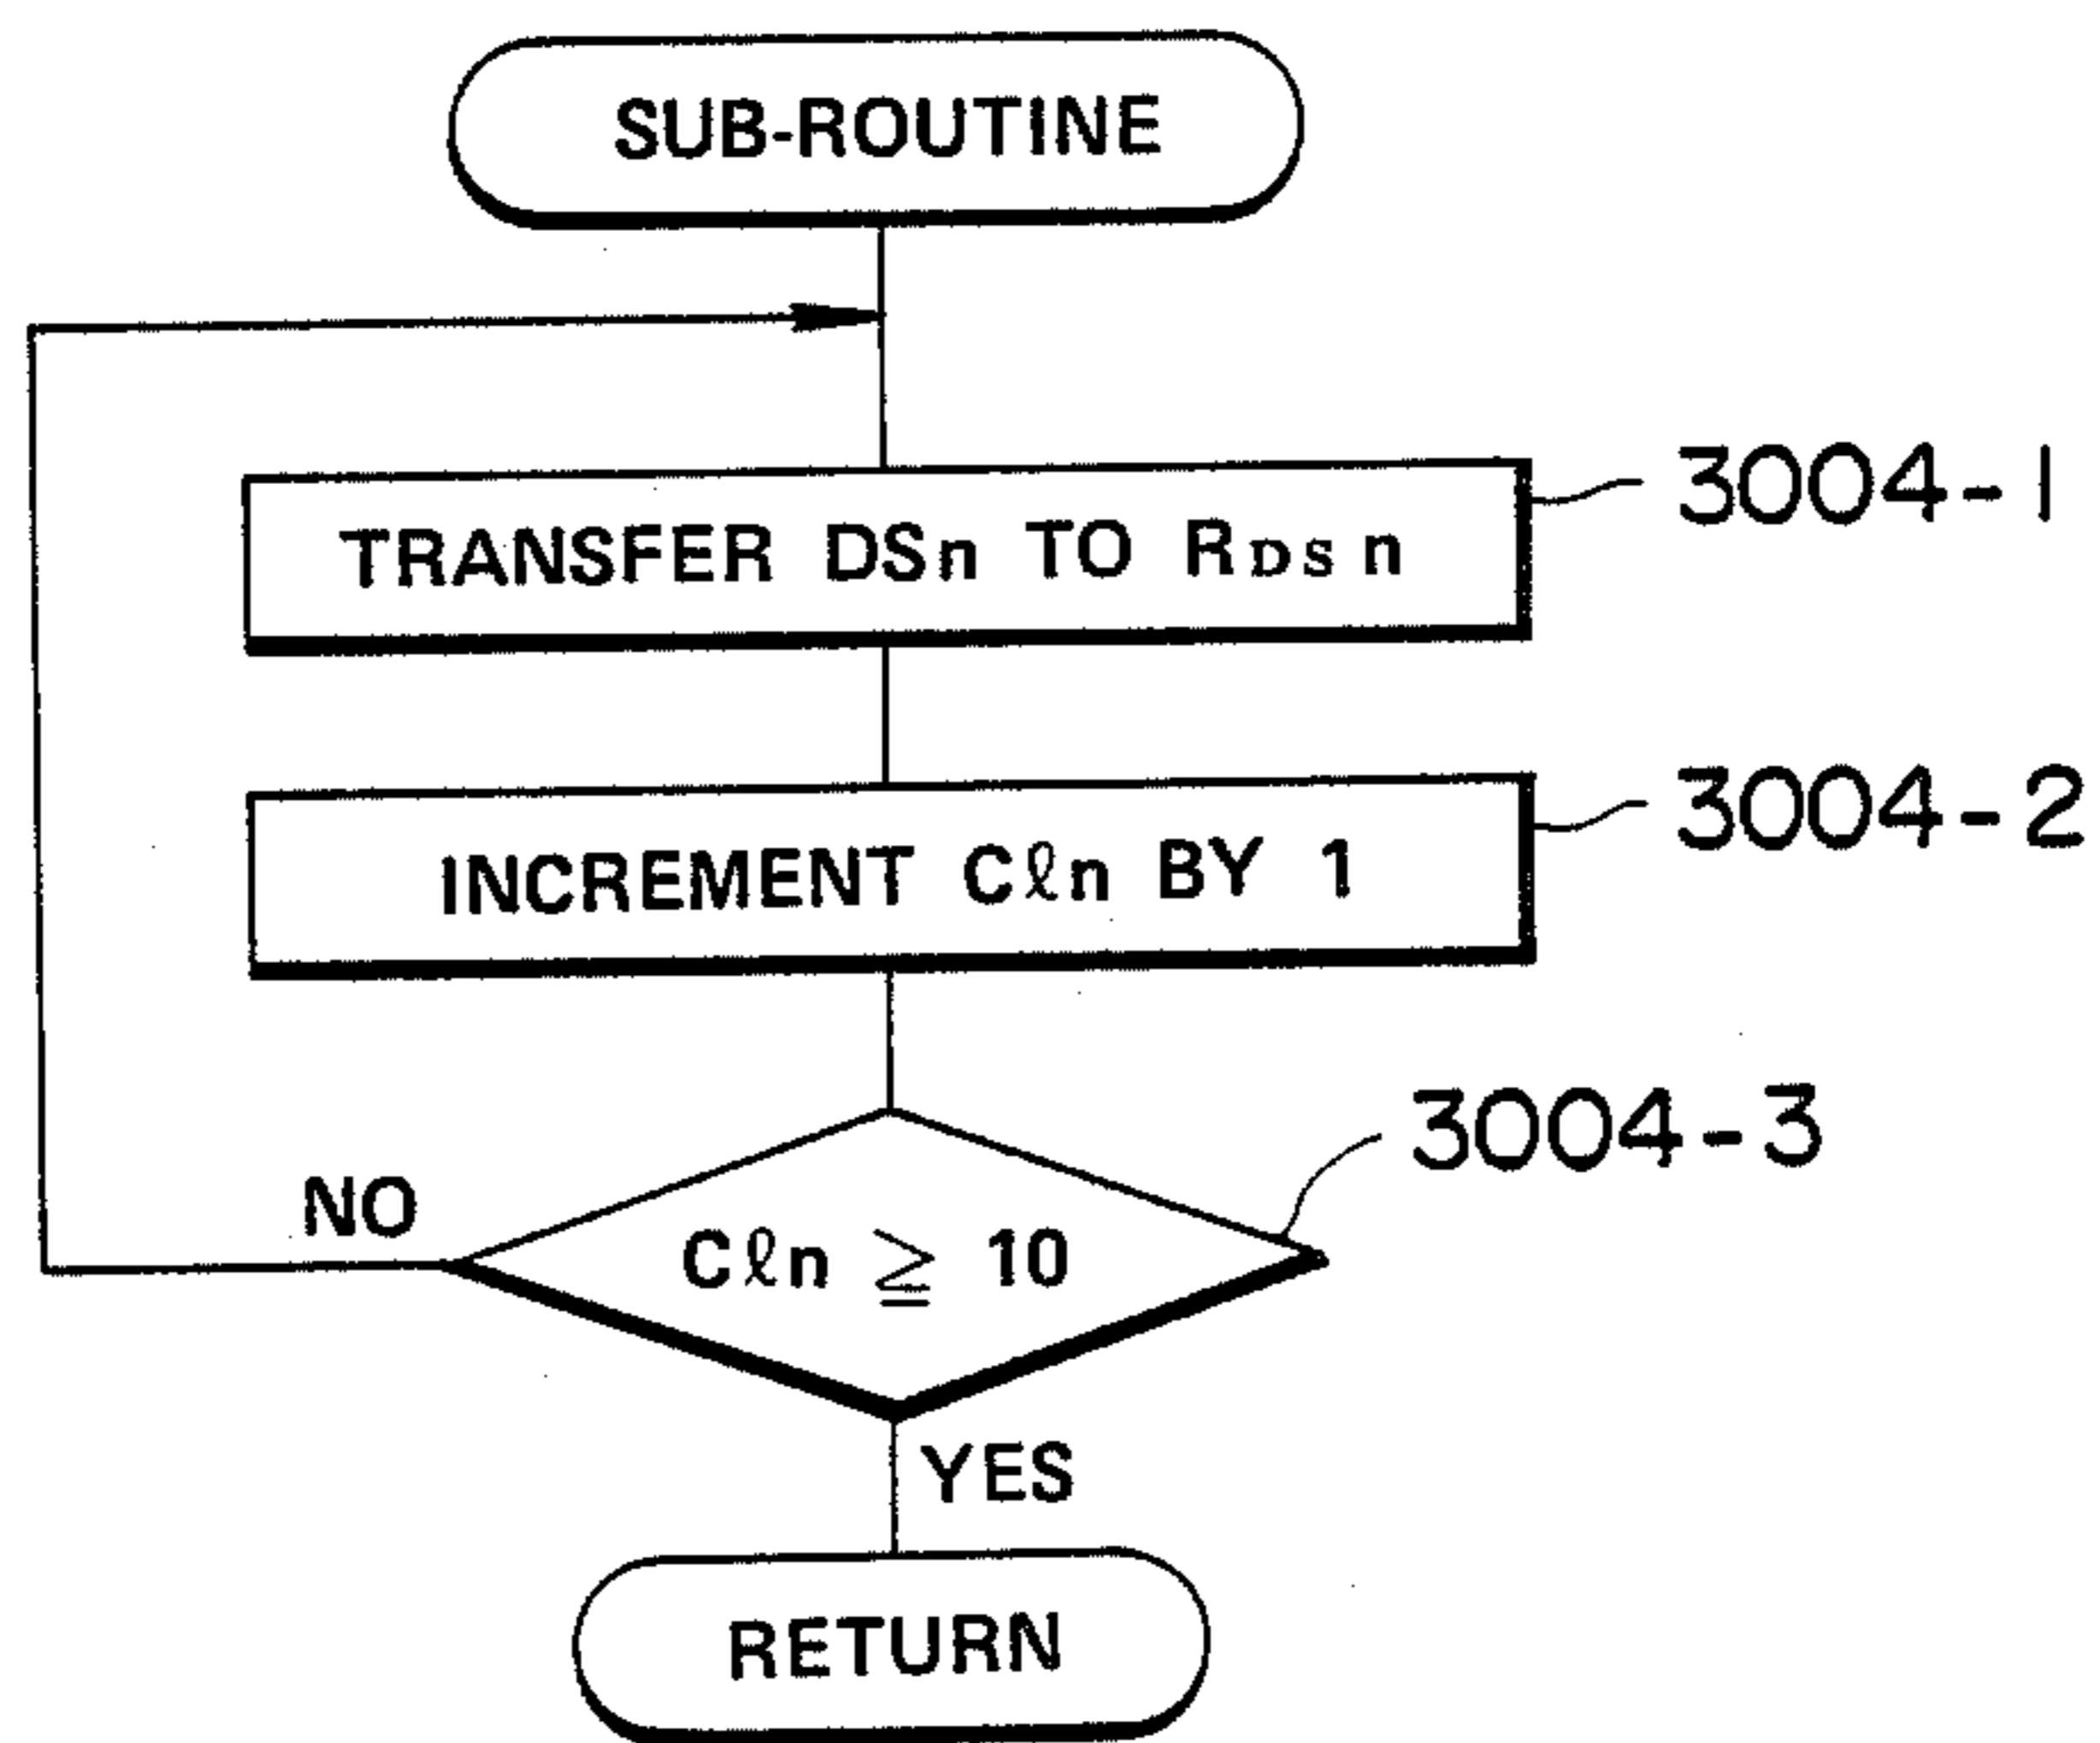 SUB-ROUTINE
TRANSFER DSn TO RDSn
3004-1
INCREMENT Cℓn BY 1
3004-2
3004-3
NO
Cℓn ≧ 10
YES
RETURN